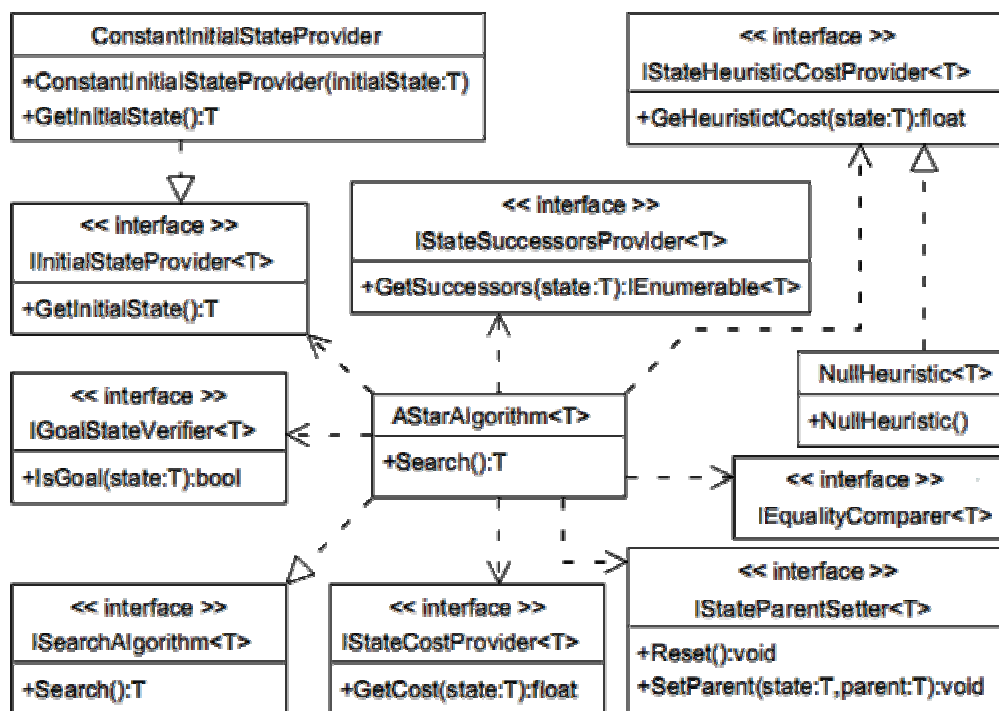 ConstantInitialStateProvider
+ConstantInitialStateProvider(initialState:T)
+GetInitialState():T
<< interface >>
IStateHeuristicCostProvider<T>
+GeHeuristictCost(state:T):float
<< interface >>
IInitialStateProvider<T>
+GetInitialState():T
<< interface >>
IStateSuccessorsProvider<T>
+GetSuccessors(state:T):IEnumerable<T>
NullHeuristic<T>
+NullHeuristic()
<< interface >>
IGoalStateVerifier<T>
+IsGoal(state:T):bool
AStarAlgorithm<T>
+Search():T
<< interface >>
IEqualityComparer<T>
<< interface >>
ISearchAlgorithm<T>
+Search():T
<< interface >>
IStateCostProvider<T>
+GetCost(state:T):float
<< interface >>
IStateParentSetter<T>
+Reset():void
+SetParent(state:T,parent:T):void